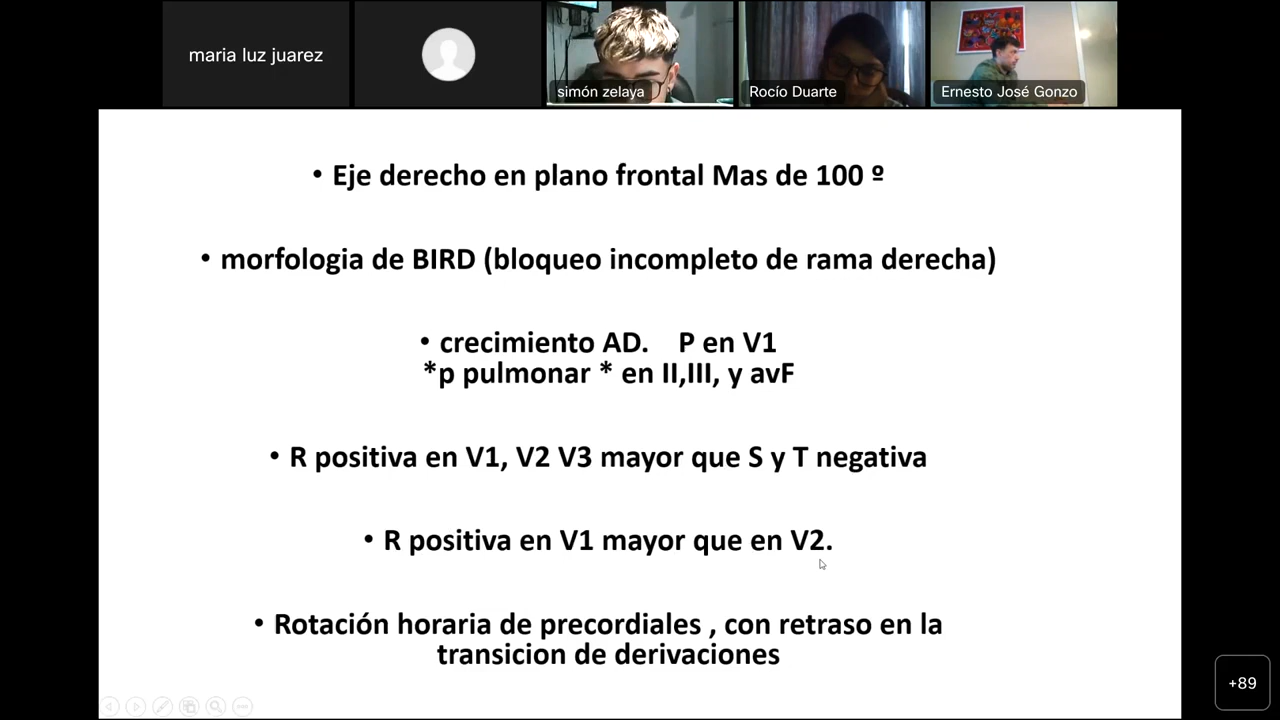 maria luz juarez
simón zelaya
Rocío Duarte
Ernesto José Gonzo
• Eje derecho en plano frontal Mas de 100 º
• morfologia de BIRD (bloqueo incompleto de rama derecha)
• crecimiento AD. P en V1
*p pulmonar * en II,III, y avF
• R positiva en V1, V2 V3 mayor que S y T negativa
• R positiva en V1 mayor que en V2.
• Rotación horaria de precordiales , con retraso en la
transicion de derivaciones
+89